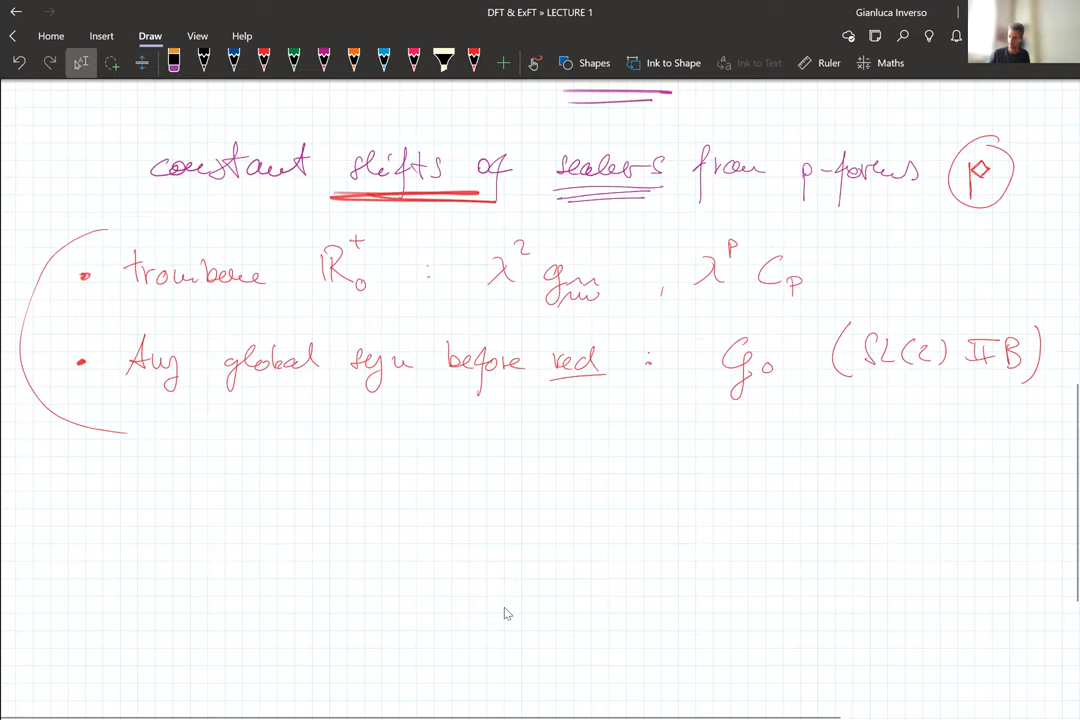 DFT & ExFT » LECTURE 1
Gianluca Inverso
Home Insert Draw View Help
Shapes Ink to Shape Ink to Text Ruler Maths
constant shifts of scalars from p-forms p
• trombone ℝ₀⁺ : λ² gμν , λᵖ Cₚ
• Any global sym before red : G₀ (SL(2) IIB)